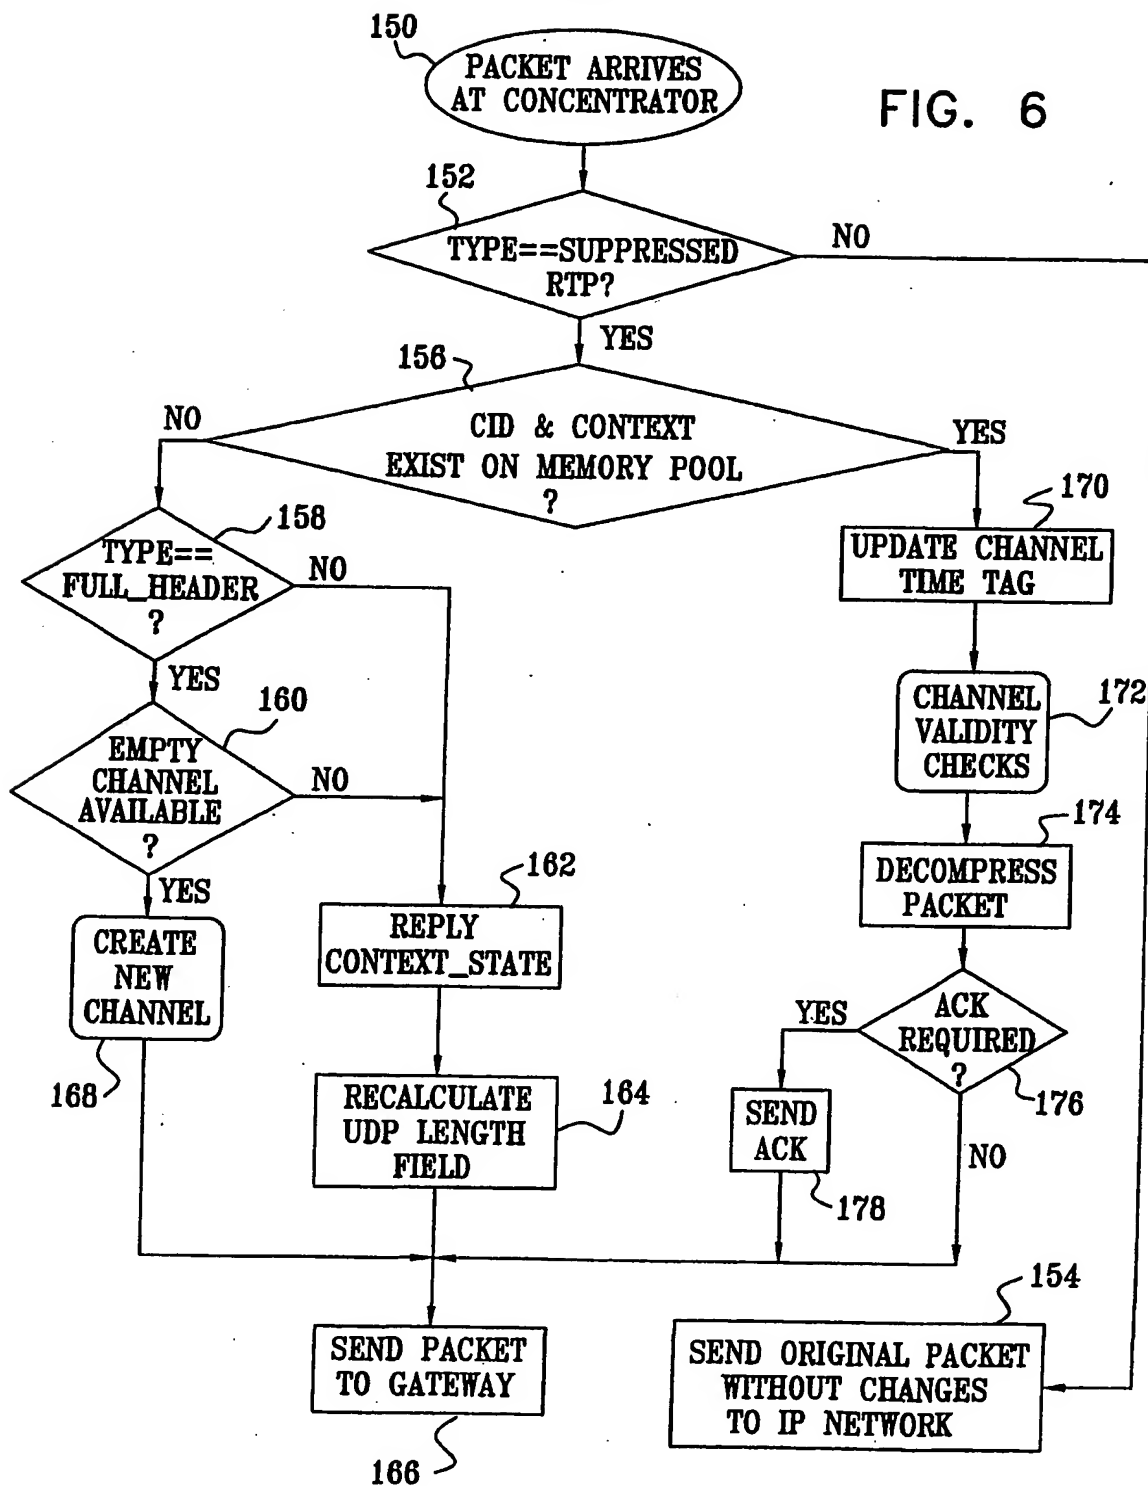 150
PACKET ARRIVES
AT CONCENTRATOR
FIG. 6
152
TYPE==SUPPRESSED
RTP?
NO
YES
156
NO
CID & CONTEXT
EXIST ON MEMORY POOL
?
YES
158
TYPE==
FULL_HEADER
?
NO
YES
170
UPDATE CHANNEL
TIME TAG
160
EMPTY
CHANNEL
AVAILABLE
?
NO
YES
CHANNEL
VALIDITY
CHECKS
172
174
DECOMPRESS
PACKET
162
REPLY
CONTEXT_STATE
CREATE
NEW
CHANNEL
168
YES
ACK
REQUIRED
?
176
NO
RECALCULATE
UDP LENGTH
FIELD
164
SEND
ACK
178
154
SEND PACKET
TO GATEWAY
166
SEND ORIGINAL PACKET
WITHOUT CHANGES
TO IP NETWORK